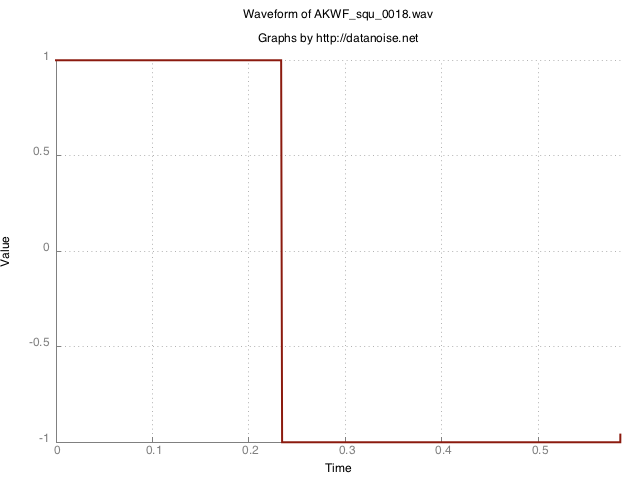 Waveform of AKWF_squ_0018.wav
Graphs by http://datanoise.net
1
0.5
0
-0.5
-1
Value
0 0.1 0.2 0.3 0.4 0.5
Time